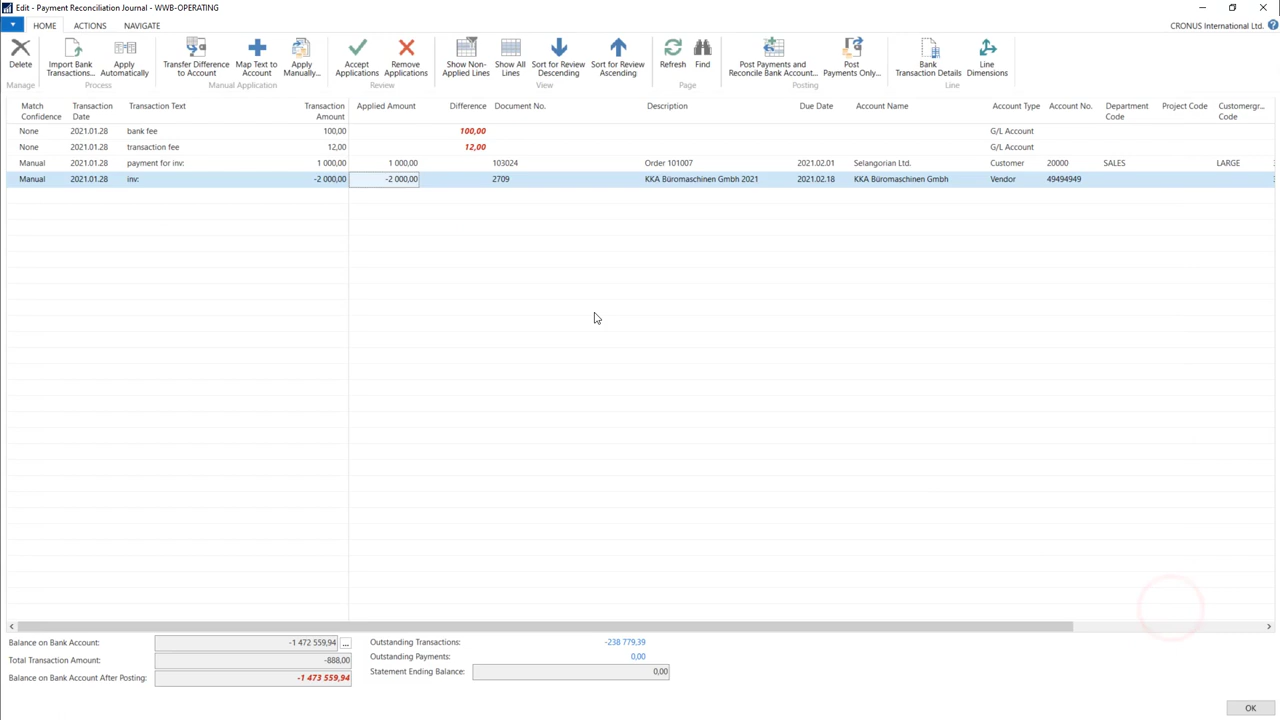 Edit - Payment Reconciliation Journal - WWB-OPERATING
HOME ACTIONS NAVIGATE CRONUS International Ltd.
Delete Import Bank Transactions... Apply Automatically Transfer Difference to Account Map Text to Account Apply Manually... Accept Applications Remove Applications Show Non-Applied Lines Show All Lines Sort for Review Descending Sort for Review Ascending Refresh Find Post Payments and Reconcile Bank Account... Post Payments Only... Bank Transaction Details Line Dimensions
Manage Process Manual Application Review View Page Posting Line
Match Confidence Transaction Date Transaction Text Transaction Amount Applied Amount Difference Document No. Description Due Date Account Name Account Type Account No. Department Code Project Code Customergr... Code
None 2021.01.28 bank fee 100,00 100,00 G/L Account
None 2021.01.28 transaction fee 12,00 12,00 G/L Account
Manual 2021.01.28 payment for inv: 1 000,00 1 000,00 103024 Order 101007 2021.02.01 Selangorian Ltd. Customer 20000 SALES LARGE
Manual 2021.01.28 inv: -2 000,00 -2 000,00 2709 KKA Büromaschinen Gmbh 2021 2021.02.18 KKA Büromaschinen Gmbh Vendor 49494949
Balance on Bank Account: -1 472 559,94 ... Outstanding Transactions: -238 779,39
Total Transaction Amount: -888,00 Outstanding Payments: 0,00
Balance on Bank Account After Posting: -1 473 559,94 Statement Ending Balance: 0,00
OK